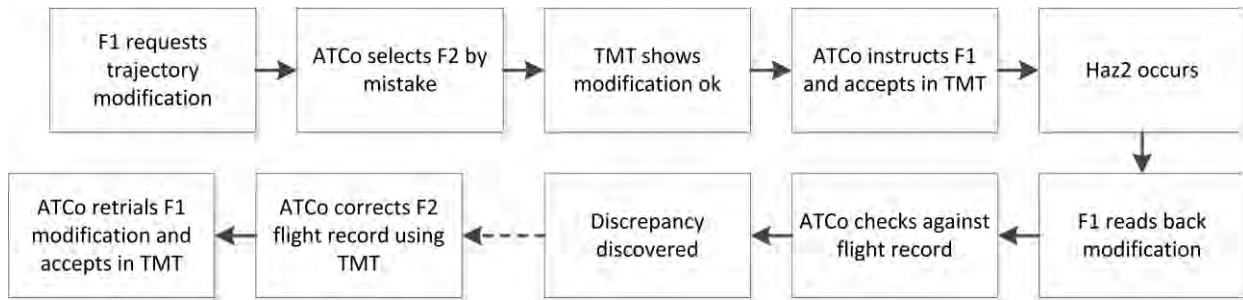 F1 requests
trajectory
modification
ATCo selects F2 by
mistake
TMT shows
modification ok
ATCo instructs F1
and accepts in TMT
Haz2 occurs
F1 reads back
modification
ATCo checks against
flight record
Discrepancy
discovered
ATCo corrects F2
flight record using
TMT
ATCo retrials F1
modification and
accepts in TMT